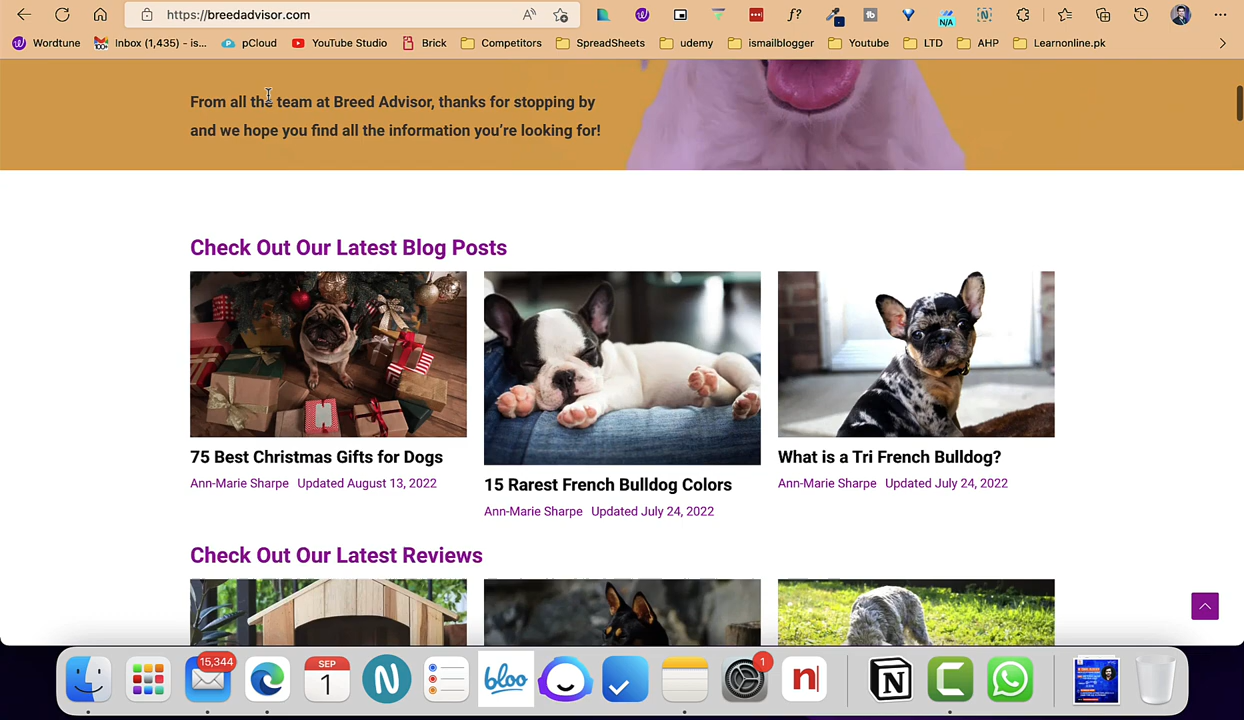 https://breedadvisor.com
Wordtune
Inbox (1,435) - is...
pCloud
YouTube Studio
Brick
Competitors
SpreadSheets
udemy
ismailblogger
Youtube
LTD
AHP
Learnonline.pk
N/A
From all the team at Breed Advisor, thanks for stopping by
and we hope you find all the information you're looking for!
Check Out Our Latest Blog Posts
75 Best Christmas Gifts for Dogs
Ann-Marie Sharpe Updated August 13, 2022
15 Rarest French Bulldog Colors
Ann-Marie Sharpe Updated July 24, 2022
What is a Tri French Bulldog?
Ann-Marie Sharpe Updated July 24, 2022
Check Out Our Latest Reviews
15,344
SEP
1
N
bloo
1
n
N
C